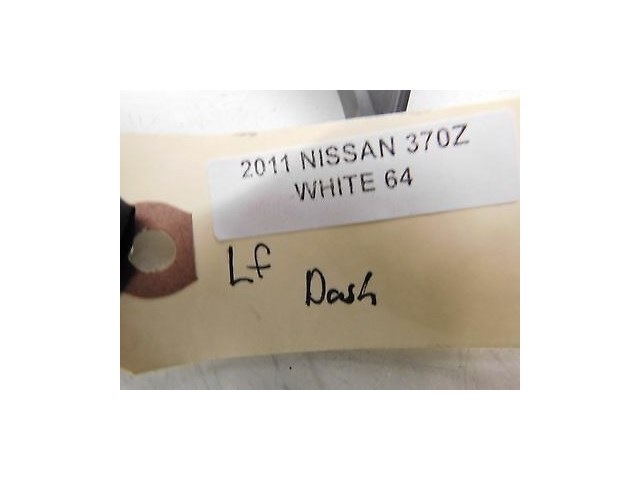 2011 NISSAN 370Z
WHITE 64
Lf
Dash